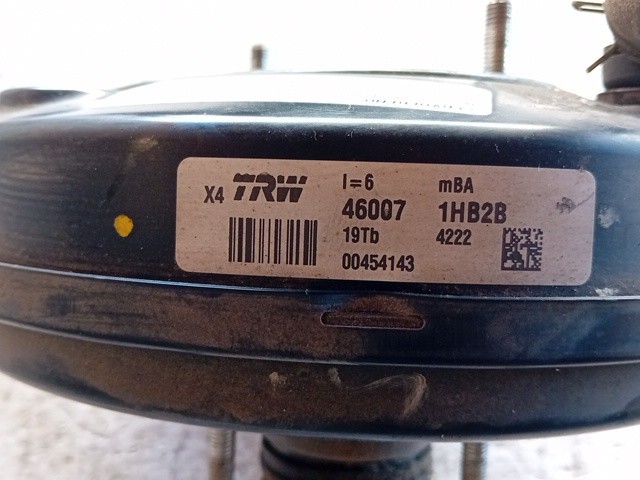 X4 TRW I=6 mBA
46007 1HB2B
19Tb 4222
00454143